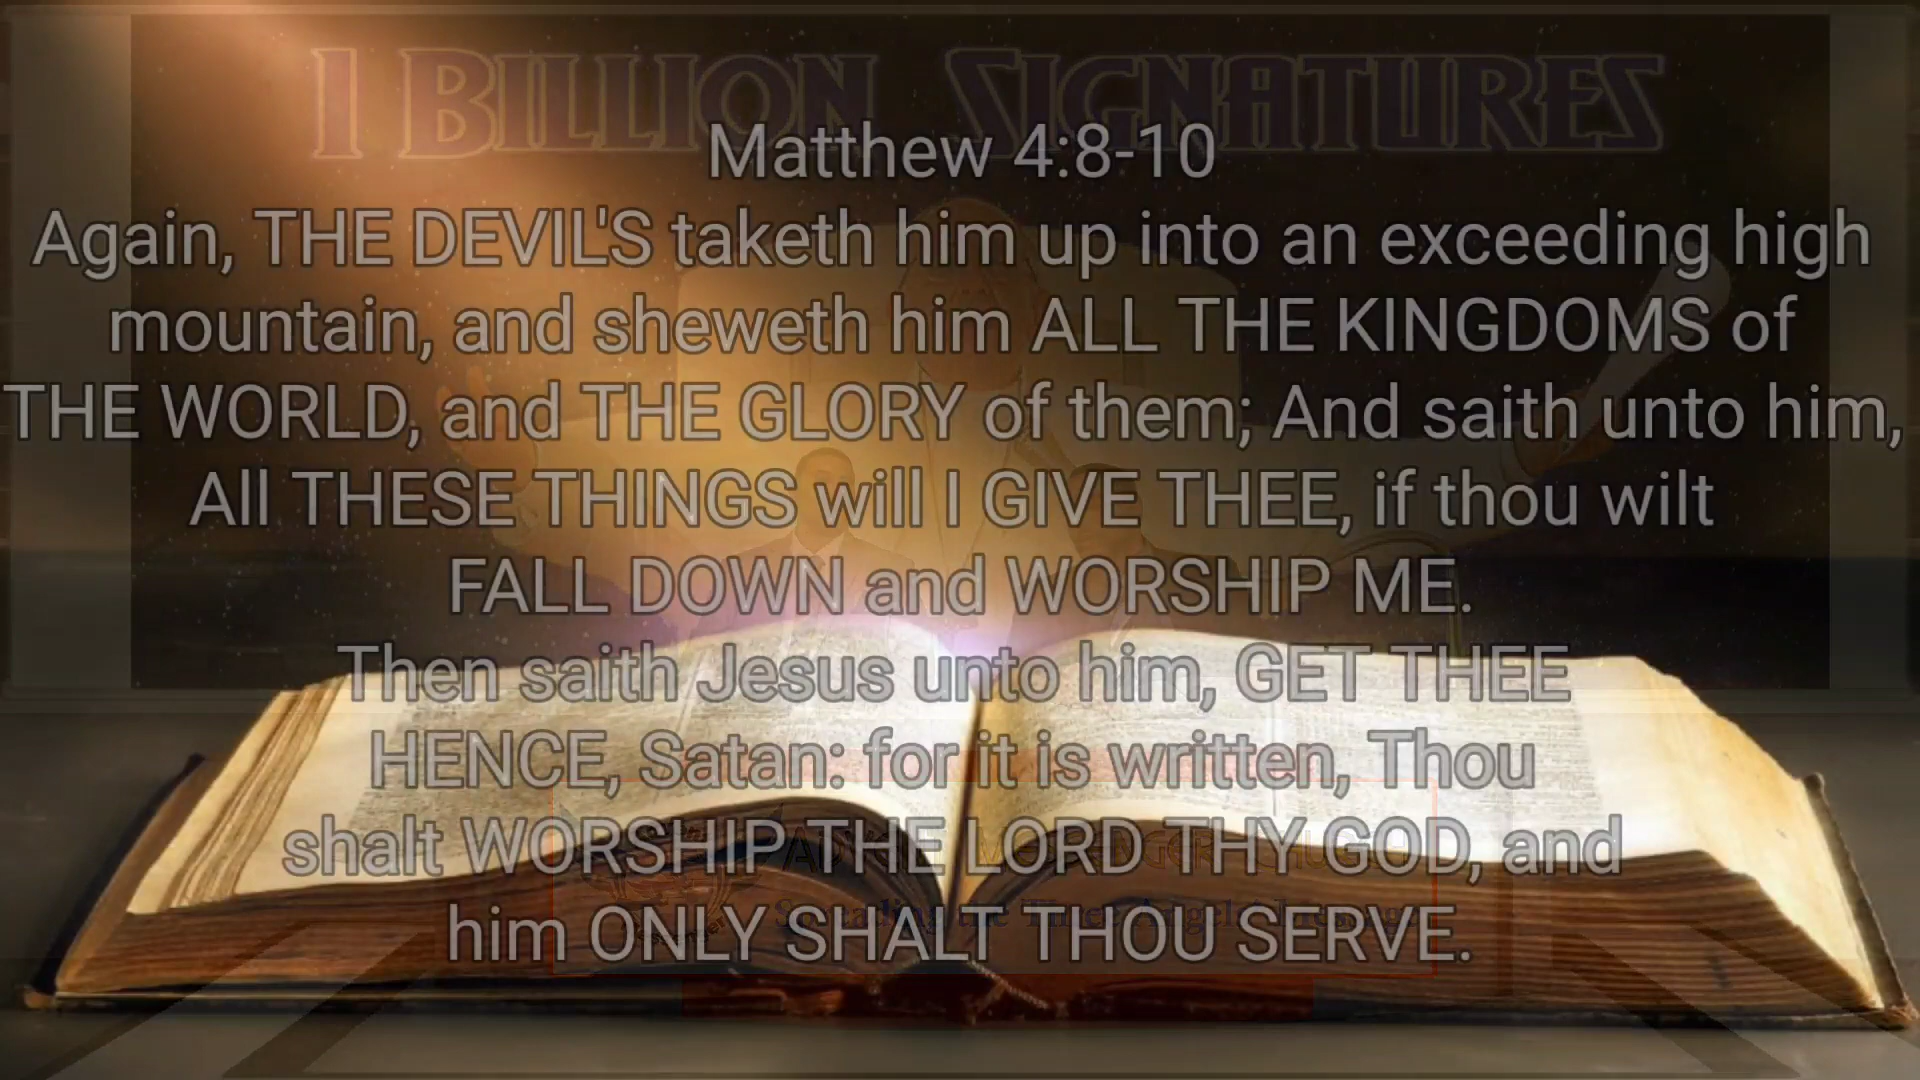 1 BILLION SIGNATURES
Matthew 4:8-10
Again, THE DEVIL'S taketh him up into an exceeding high
mountain, and sheweth him ALL THE KINGDOMS of
THE WORLD, and THE GLORY of them; And saith unto him,
All THESE THINGS will I GIVE THEE, if thou wilt
FALL DOWN and WORSHIP ME.
Then saith Jesus unto him, GET THEE
HENCE, Satan: for it is written, Thou
shalt WORSHIP THE LORD THY GOD, and
him ONLY SHALT THOU SERVE.